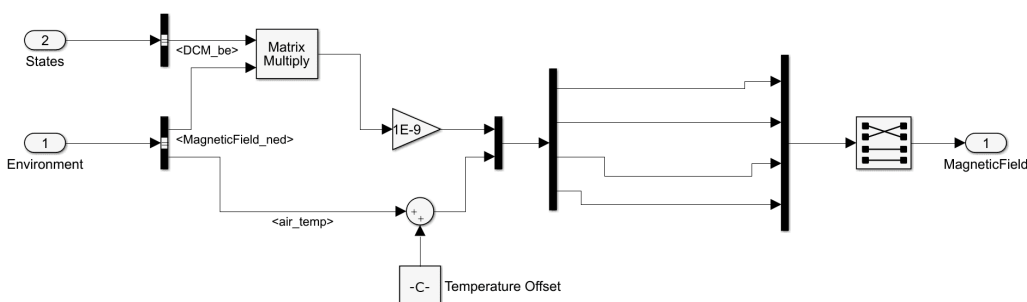 2
States
<DCM_be>
Matrix
Multiply
1
Environment
<MagneticField_ned>
1E-9
<air_temp>
+
+
-C-
Temperature Offset
1
MagneticField